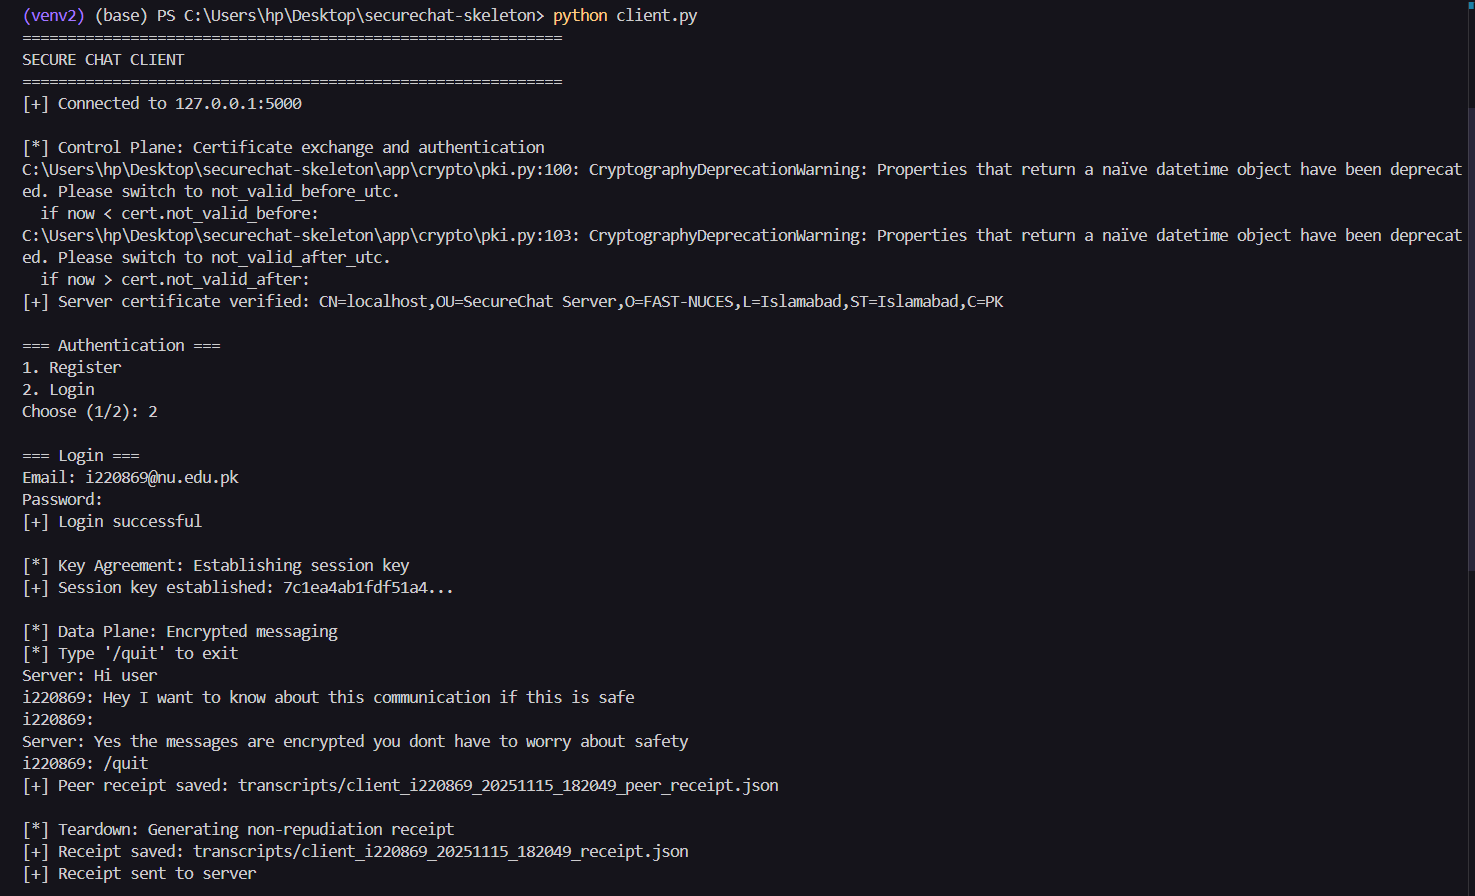 (venv2) (base) PS C:\Users\hp\Desktop\securechat-skeleton> python client.py
============================================================
SECURE CHAT CLIENT
============================================================
[+] Connected to 127.0.0.1:5000
[*] Control Plane: Certificate exchange and authentication
C:\Users\hp\Desktop\securechat-skeleton\app\crypto\pki.py:100: CryptographyDeprecationWarning: Properties that return a naïve datetime object have been deprecat
ed. Please switch to not_valid_before_utc.
  if now < cert.not_valid_before:
C:\Users\hp\Desktop\securechat-skeleton\app\crypto\pki.py:103: CryptographyDeprecationWarning: Properties that return a naïve datetime object have been deprecat
ed. Please switch to not_valid_after_utc.
  if now > cert.not_valid_after:
[+] Server certificate verified: CN=localhost,OU=SecureChat Server,O=FAST-NUCES,L=Islamabad,ST=Islamabad,C=PK
=== Authentication ===
1. Register
2. Login
Choose (1/2): 2
=== Login ===
Email: i220869@nu.edu.pk
Password:
[+] Login successful
[*] Key Agreement: Establishing session key
[+] Session key established: 7c1ea4ab1fdf51a4...
[*] Data Plane: Encrypted messaging
[*] Type '/quit' to exit
Server: Hi user
i220869: Hey I want to know about this communication if this is safe
i220869:
Server: Yes the messages are encrypted you dont have to worry about safety
i220869: /quit
[+] Peer receipt saved: transcripts/client_i220869_20251115_182049_peer_receipt.json
[*] Teardown: Generating non-repudiation receipt
[+] Receipt saved: transcripts/client_i220869_20251115_182049_receipt.json
[+] Receipt sent to server